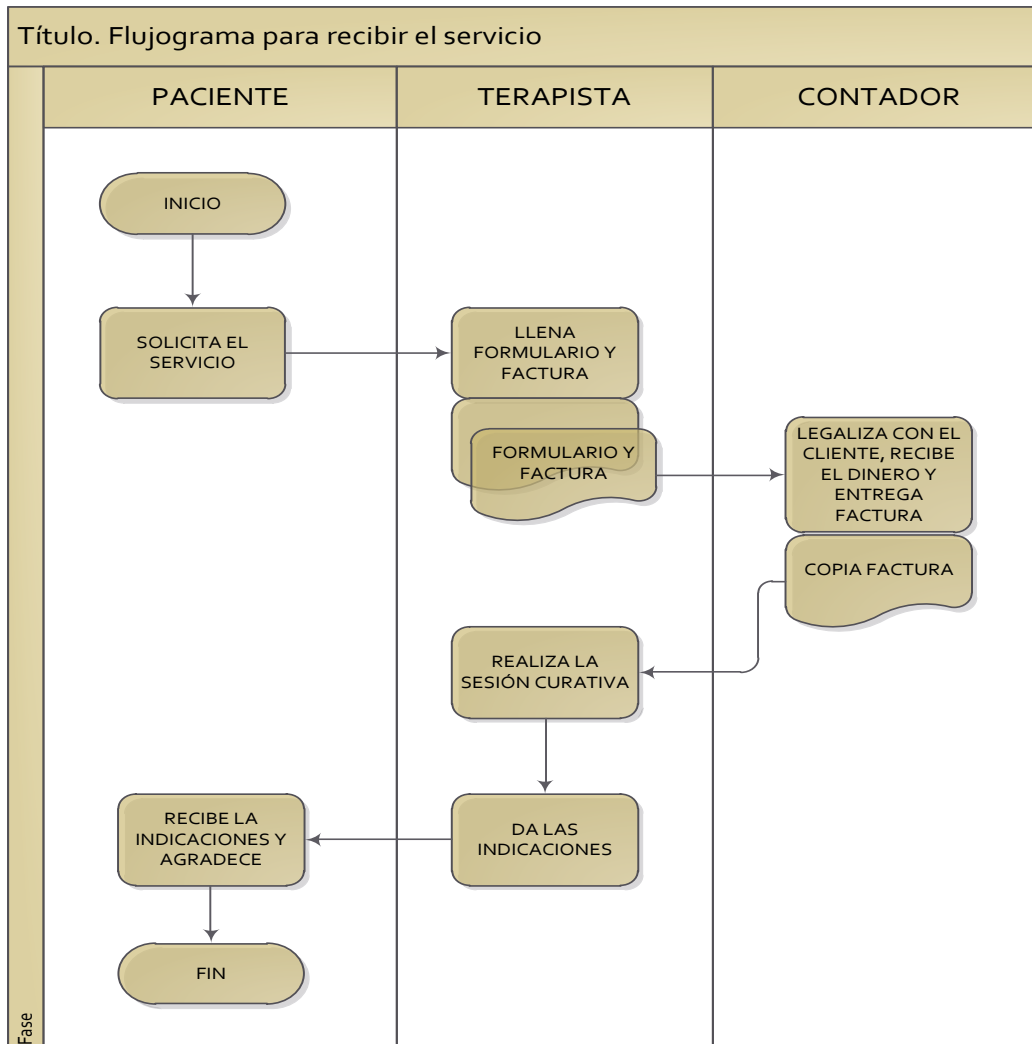 Título. Flujograma para recibir el servicio
PACIENTE
TERAPISTA
CONTADOR
INICIO
SOLICITA EL
SERVICIO
LLENA
FORMULARIO Y
FACTURA
FORMULARIO Y
FACTURA
LEGALIZA CON EL
CLIENTE, RECIBE
EL DINERO Y
ENTREGA
FACTURA
COPIA FACTURA
REALIZA LA
SESIÓN CURATIVA
DA LAS
INDICACIONES
RECIBE LA
INDICACIONES Y
AGRADECE
FIN
Fase